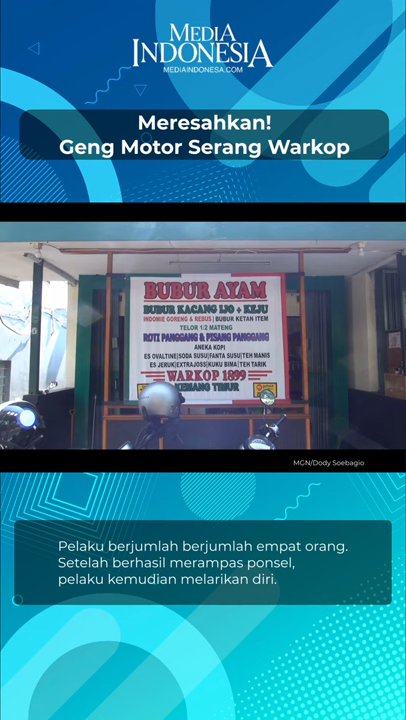 MEDIA
INDONESIA
MEDIAINDONESA.COM
Meresahkan!
Geng Motor Serang Warkop
BUBUR AYAM
BUBUR KACANG IJO + KEJU
INDOMIE GORENG & REBUS | BUBUR KETAN ITEM
TELOR 1/2 MATENG
ROTI PANGGANG & PISANG PANGGANG
ANEKA KOPI
ES OVALTINE|SODA SUSU|FANTA SUSU|TEH MANIS
ES JERUK|EXTRAJOSS|KUKU BIMA|TEH TARIK
WARKOP 1899
KEMANG TIMUR
MGN/Dody Soebagio
Pelaku berjumlah berjumlah empat orang.
Setelah berhasil merampas ponsel,
pelaku kemudian melarikan diri.